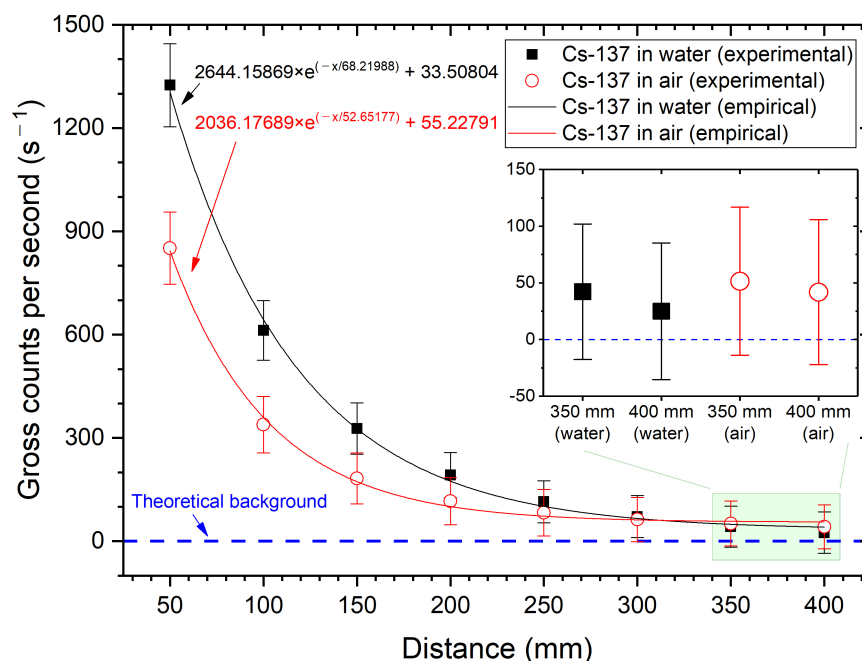 1500
1200
900
600
300
0
Gross counts per second (s⁻¹)
2644.15869×e^(−x/68.21988) + 33.50804
2036.17689×e^(−x/52.65177) + 55.22791
Cs-137 in water (experimental)
Cs-137 in air (experimental)
Cs-137 in water (empirical)
Cs-137 in air (empirical)
150
100
50
0
-50
350 mm 400 mm 350 mm 400 mm
(water) (water) (air) (air)
Theoretical background
50 100 150 200 250 300 350 400
Distance (mm)